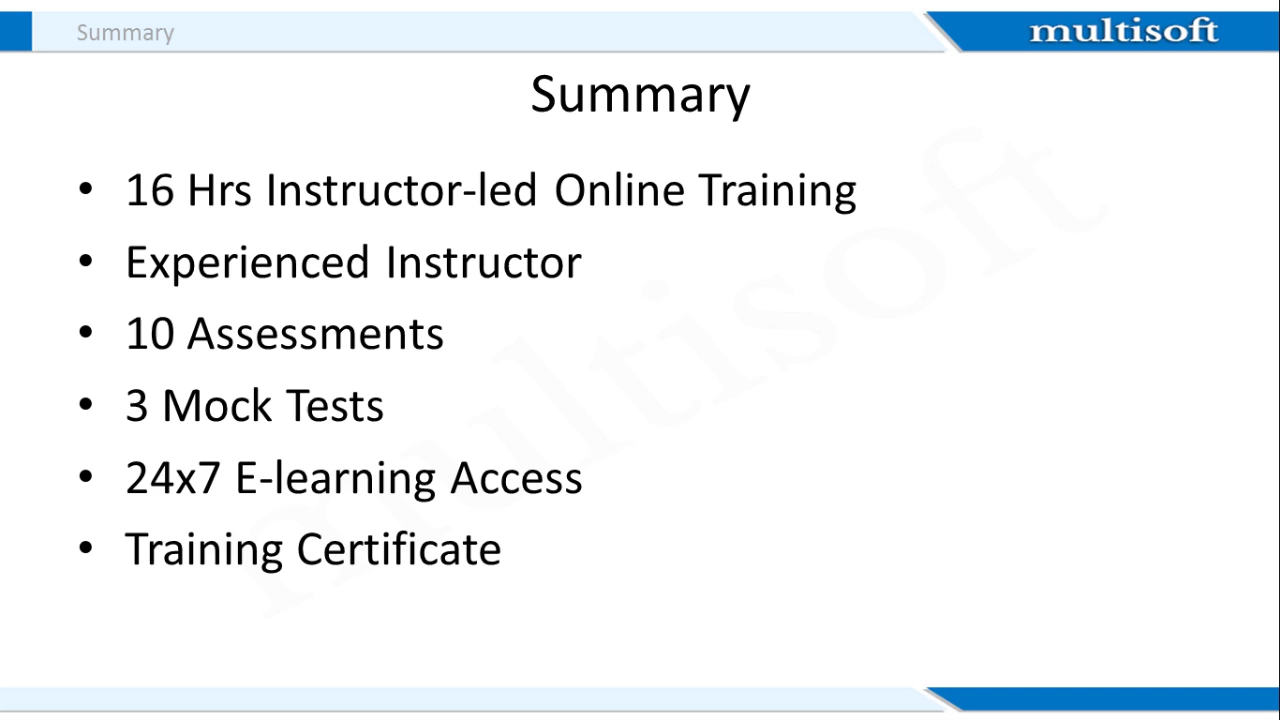 Summary
multisoft
Summary
• 16 Hrs Instructor-led Online Training
• Experienced Instructor
• 10 Assessments
• 3 Mock Tests
• 24x7 E-learning Access
• Training Certificate
multisoft